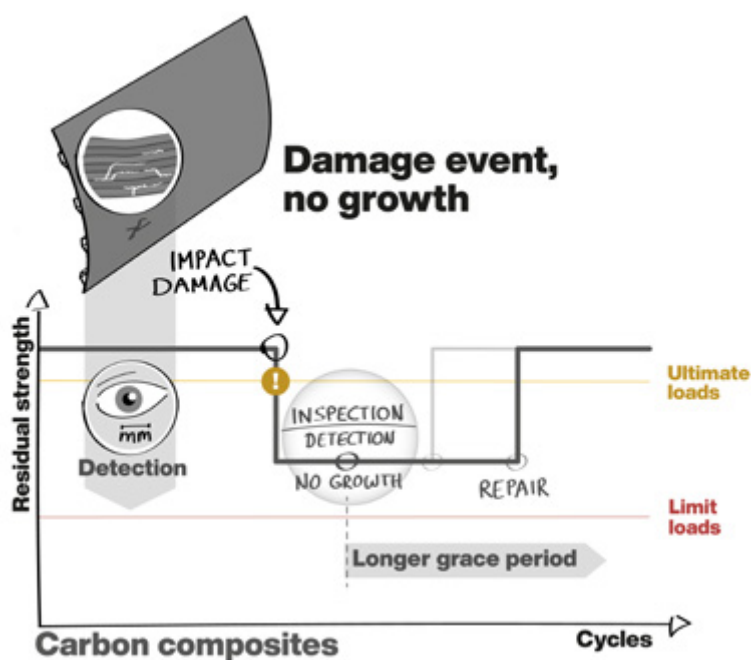 Damage event,
no growth
IMPACT
DAMAGE
Residual strength
!
Ultimate
loads
mm
Detection
INSPECTION
DETECTION
NO GROWTH
REPAIR
Limit
loads
Longer grace period
Carbon composites
Cycles